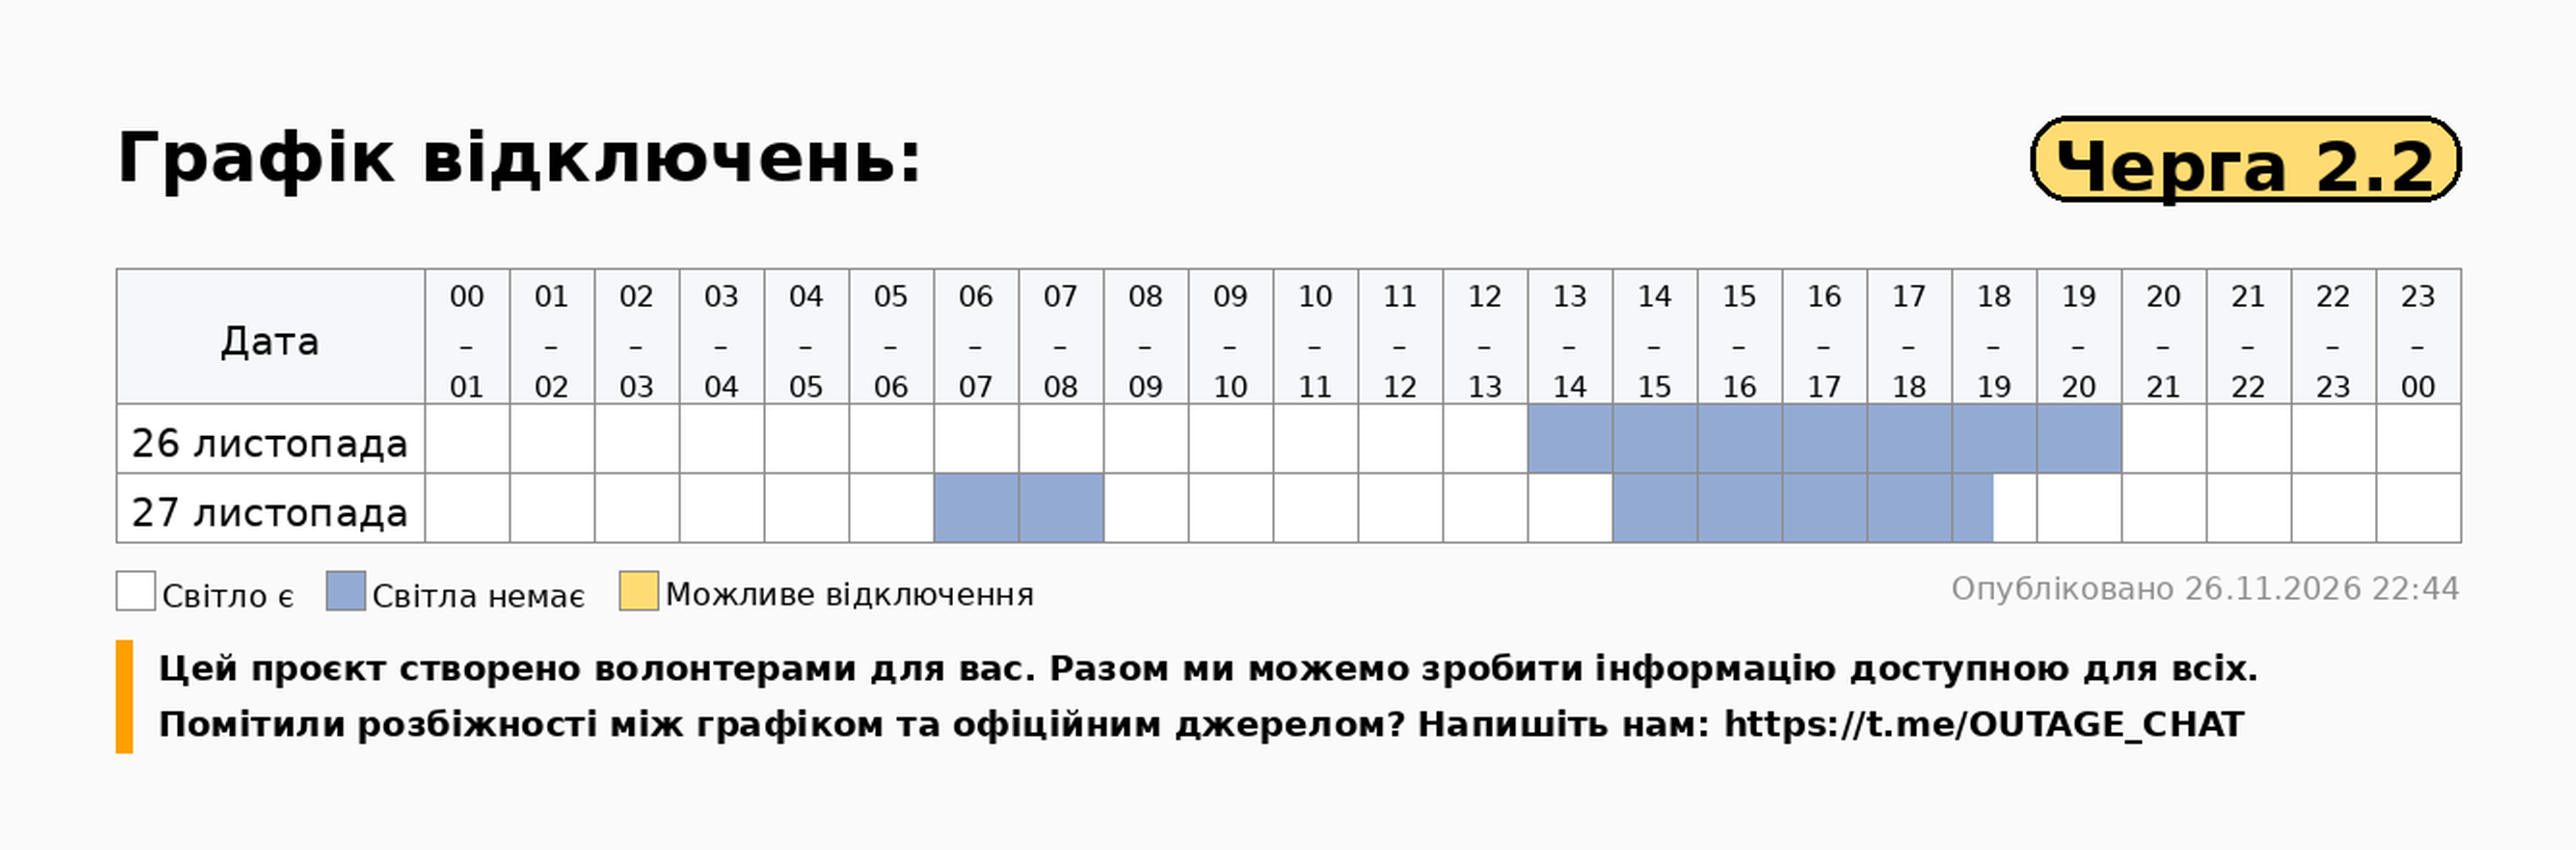 Графік відключень:
Черга 2.2
Дата
00 – 01
01 – 02
02 – 03
03 – 04
04 – 05
05 – 06
06 – 07
07 – 08
08 – 09
09 – 10
10 – 11
11 – 12
12 – 13
13 – 14
14 – 15
15 – 16
16 – 17
17 – 18
18 – 19
19 – 20
20 – 21
21 – 22
22 – 23
23 – 00
26 листопада
27 листопада
Світло є
Світла немає
Можливе відключення
Опубліковано 26.11.2026 22:44
Цей проєкт створено волонтерами для вас. Разом ми можемо зробити інформацію доступною для всіх.
Помітили розбіжності між графіком та офіційним джерелом? Напишіть нам: https://t.me/OUTAGE_CHAT